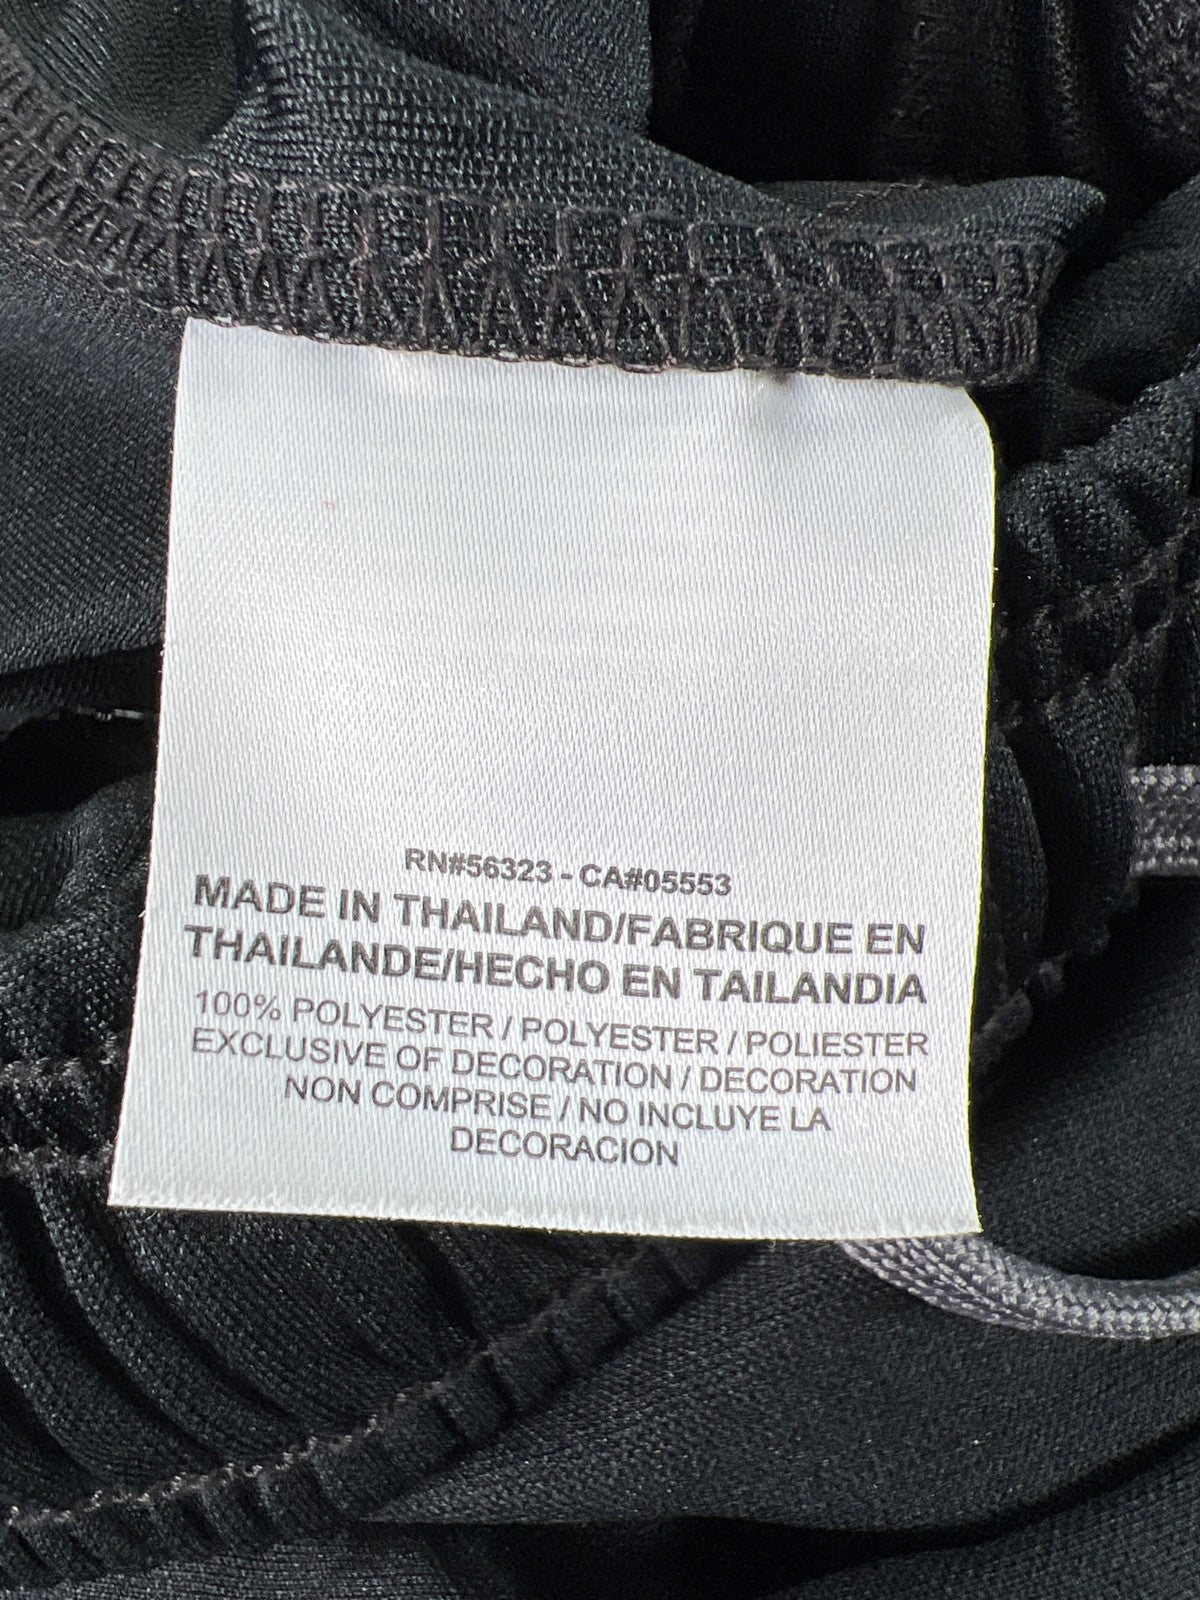 RN#56323 - CA#05553
MADE IN THAILAND/FABRIQUE EN
THAILANDE/HECHO EN TAILANDIA
100% POLYESTER / POLYESTER / POLIESTER
EXCLUSIVE OF DECORATION / DECORATION
NON COMPRISE / NO INCLUYE LA
DECORACION